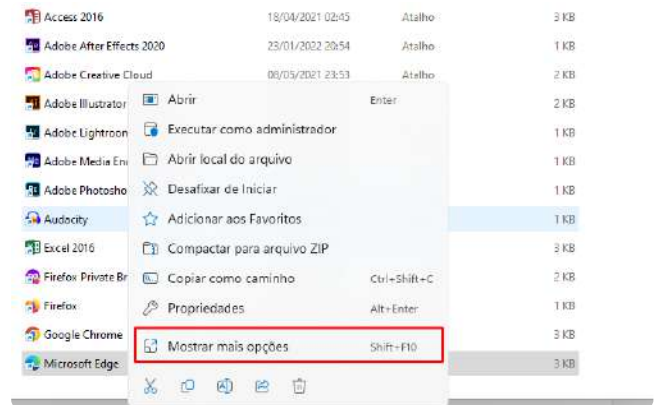 Access 2016 18/04/2021 02:45 Atalho 3 KB
Adobe After Effects 2020 23/01/2022 20:54 Atalho 1 KB
Adobe Creative Cloud 08/05/2021 23:53 Atalho 2 KB
Adobe Illustrator 2 KB
Adobe Lightroon 1 KB
Adobe Media En 1 KB
Adobe Photosho 1 KB
Audacity 1 KB
Excel 2016 3 KB
Firefox Private Br 2 KB
Firefox 1 KB
Google Chrome 3 KB
Microsoft Edge 3 KB
Abrir Enter
Executar como administrador
Abrir local do arquivo
Desafixar de Iniciar
Adicionar aos Favoritos
Compactar para arquivo ZIP
Copiar como caminho Ctrl+Shift+C
Propriedades Alt+Enter
Mostrar mais opções Shift+F10